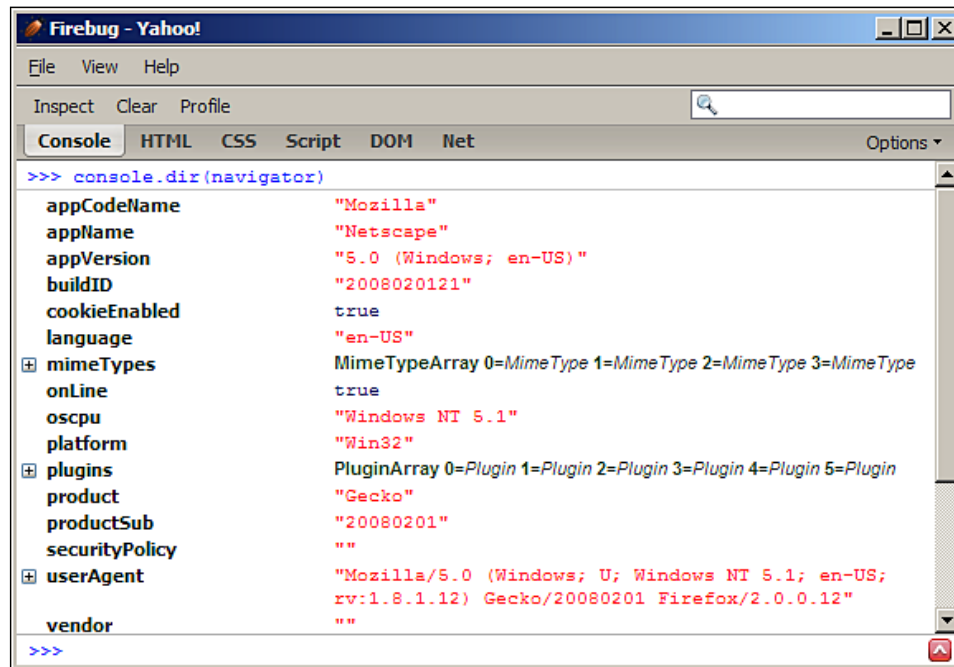 Firebug - Yahoo!
File View Help
Inspect Clear Profile
Console HTML CSS Script DOM Net Options
>>> console.dir(navigator)
appCodeName "Mozilla"
appName "Netscape"
appVersion "5.0 (Windows; en-US)"
buildID "2008020121"
cookieEnabled true
language "en-US"
mimeTypes MimeTypeArray 0=MimeType 1=MimeType 2=MimeType 3=MimeType
onLine true
oscpu "Windows NT 5.1"
platform "Win32"
plugins PluginArray 0=Plugin 1=Plugin 2=Plugin 3=Plugin 4=Plugin 5=Plugin
product "Gecko"
productSub "20080201"
securityPolicy ""
userAgent "Mozilla/5.0 (Windows; U; Windows NT 5.1; en-US;
rv:1.8.1.12) Gecko/20080201 Firefox/2.0.0.12"
vendor ""
>>>